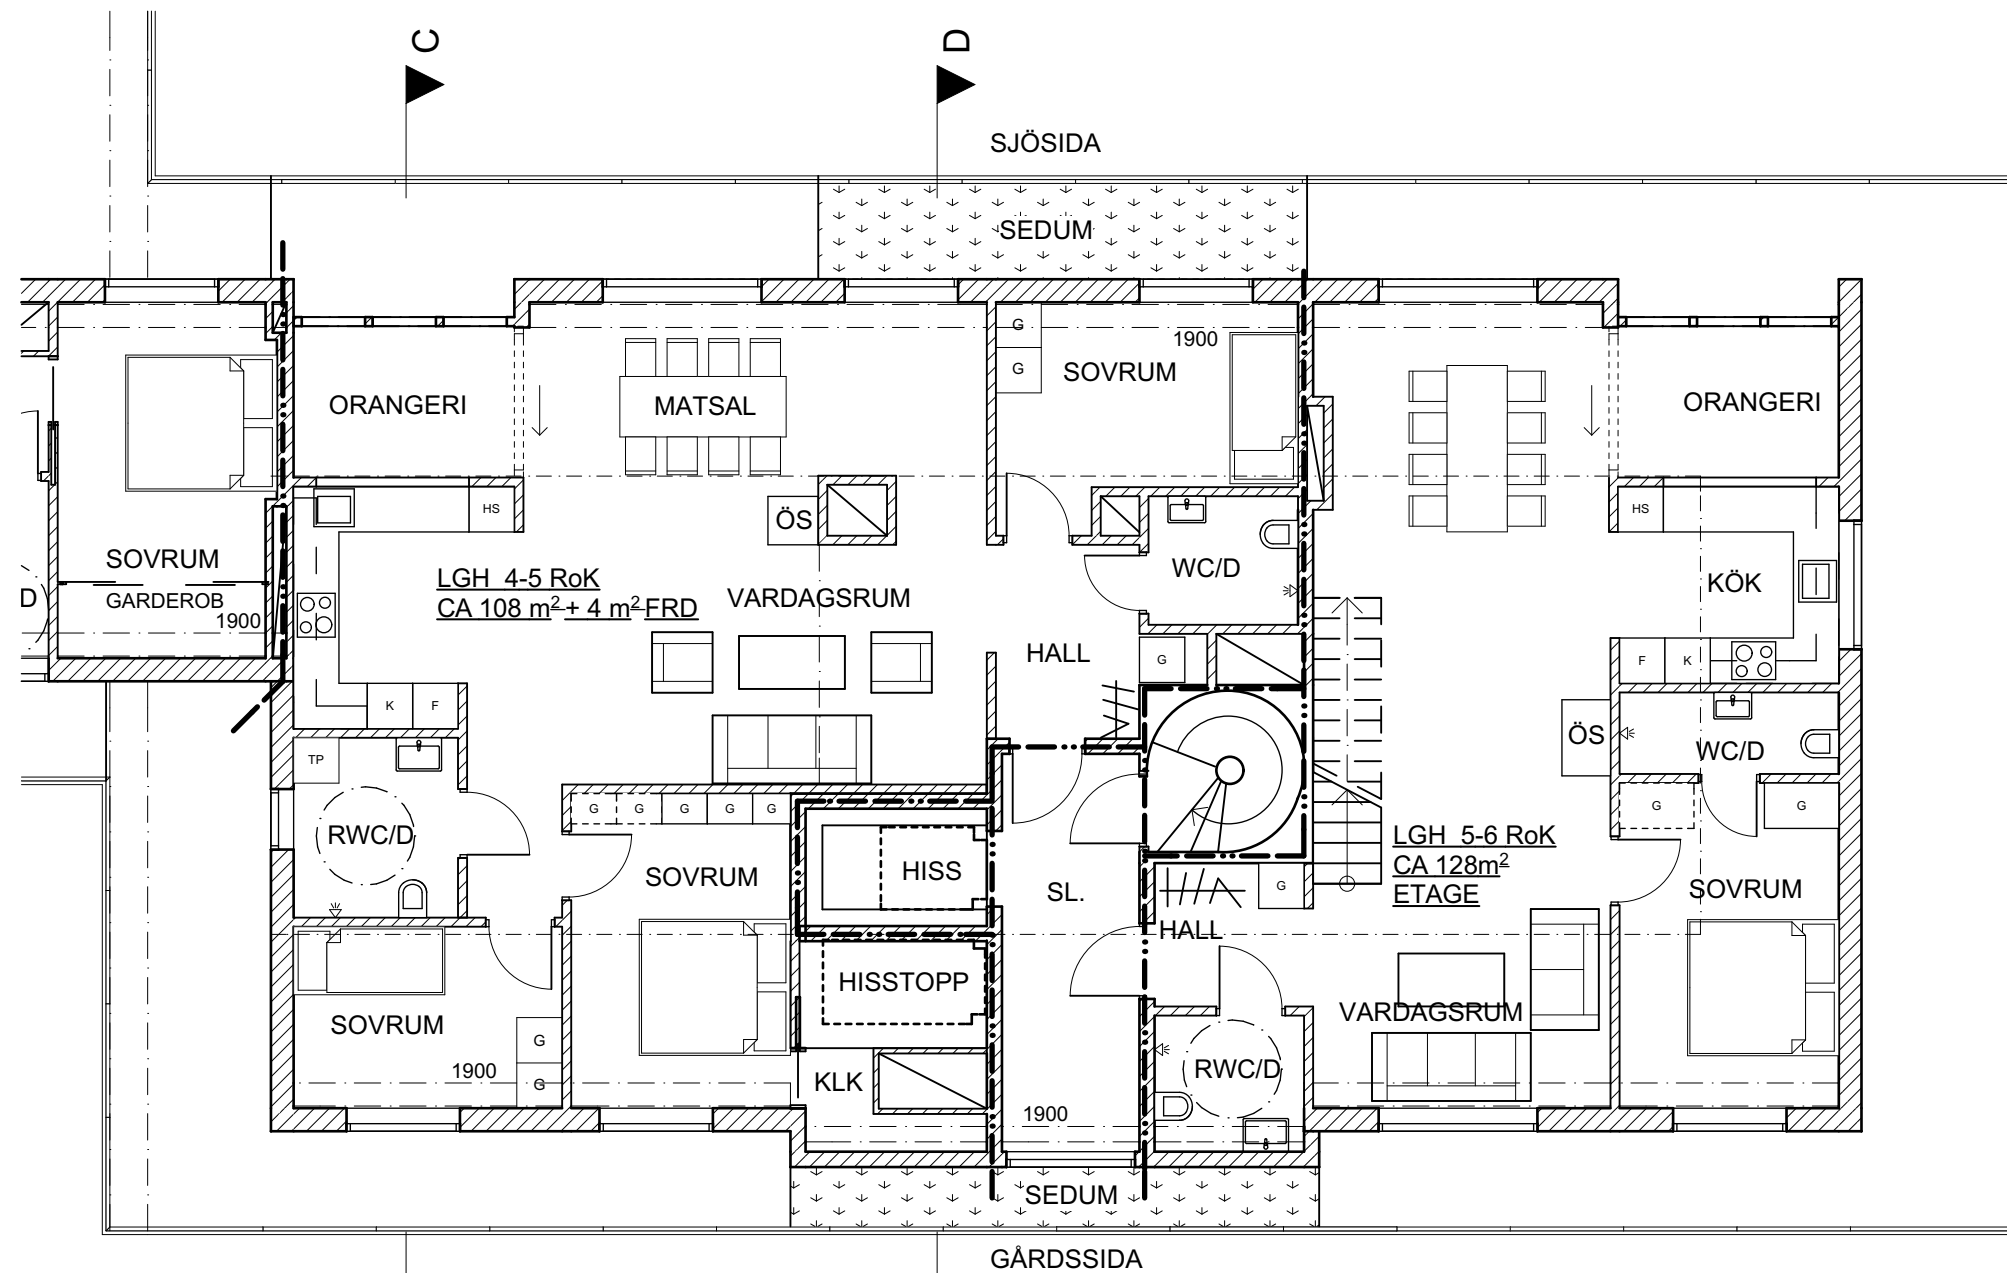 C
D
SJÖSIDA
SEDUM
G
G
1900
SOVRUM
ORANGERI
MATSAL
ORANGERI
HS
ÖS
HS
SOVRUM
GARDEROB
1900
D
LGH 4-5 RoK
CA 108 m2 + 4 m2 FRD
VARDAGSRUM
WC/D
KÖK
HALL
G
F
K
K
F
TP
ÖS
WC/D
G
G
G
G
G
G
G
RWC/D
HISS
SOVRUM
SL.
G
HALL
LGH 5-6 RoK
CA 128m2
ETAGE
SOVRUM
HISSTOPP
SOVRUM
G
G
1900
KLK
1900
VARDAGSRUM
RWC/D
SEDUM
GÅRDSSIDA